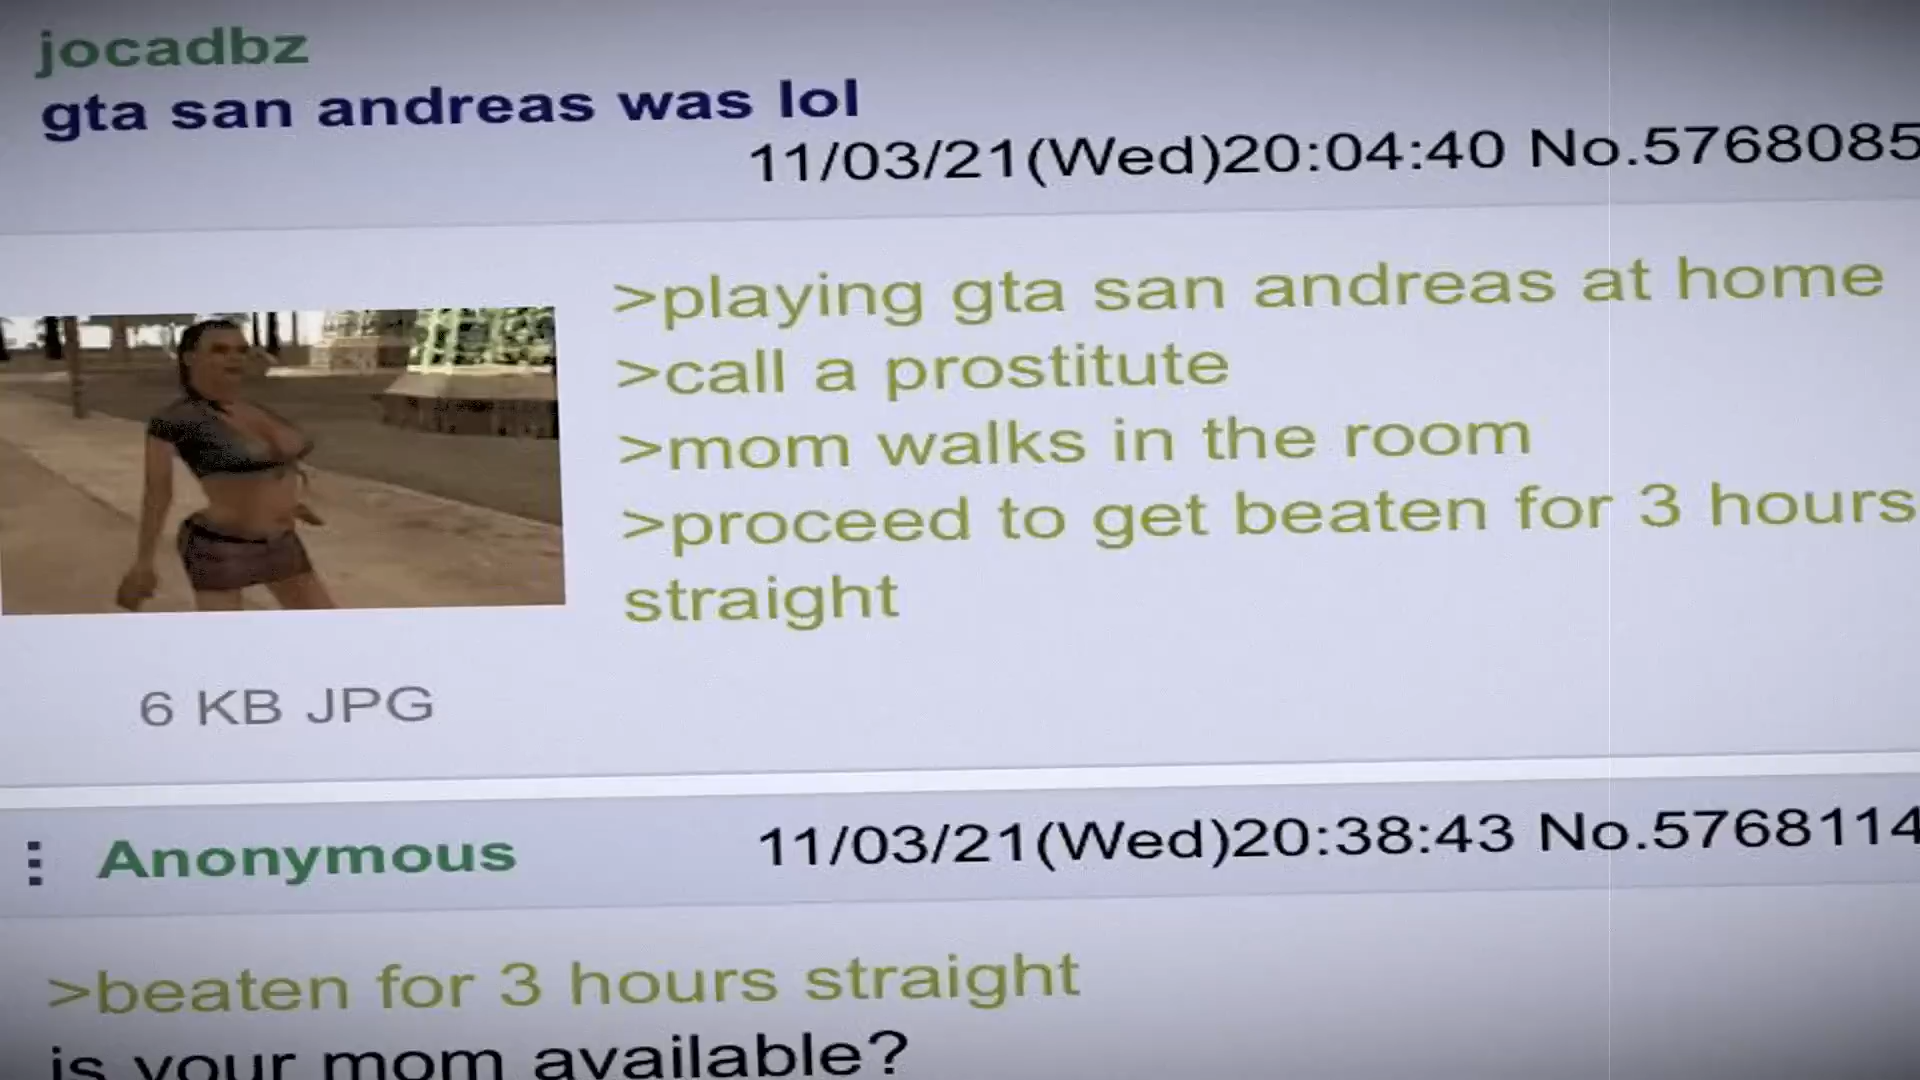 jocadbz
gta san andreas was lol
11/03/21(Wed)20:04:40 No.5768085
>playing gta san andreas at home
>call a prostitute
>mom walks in the room
>proceed to get beaten for 3 hours
straight
6 KB JPG
Anonymous
11/03/21(Wed)20:38:43 No.5768114
>beaten for 3 hours straight
is your mom available?